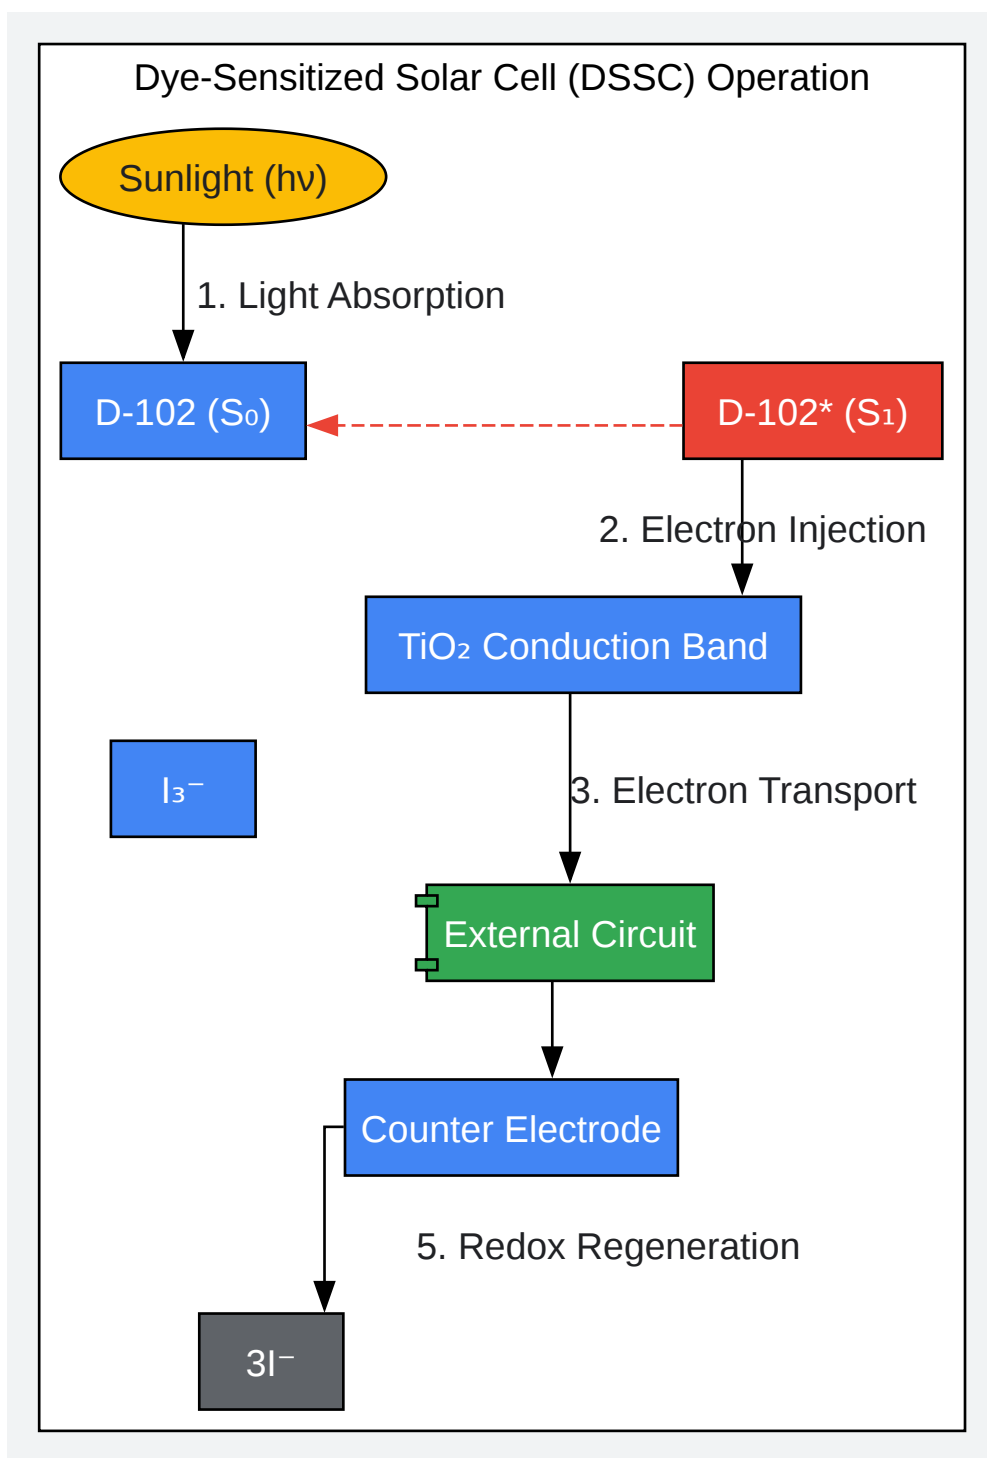 Dye-Sensitized Solar Cell (DSSC) Operation
Sunlight (hν)
1. Light Absorption
D-102 (S₀)
D-102* (S₁)
2. Electron Injection
TiO₂ Conduction Band
I₃⁻
3. Electron Transport
External Circuit
Counter Electrode
5. Redox Regeneration
3I⁻